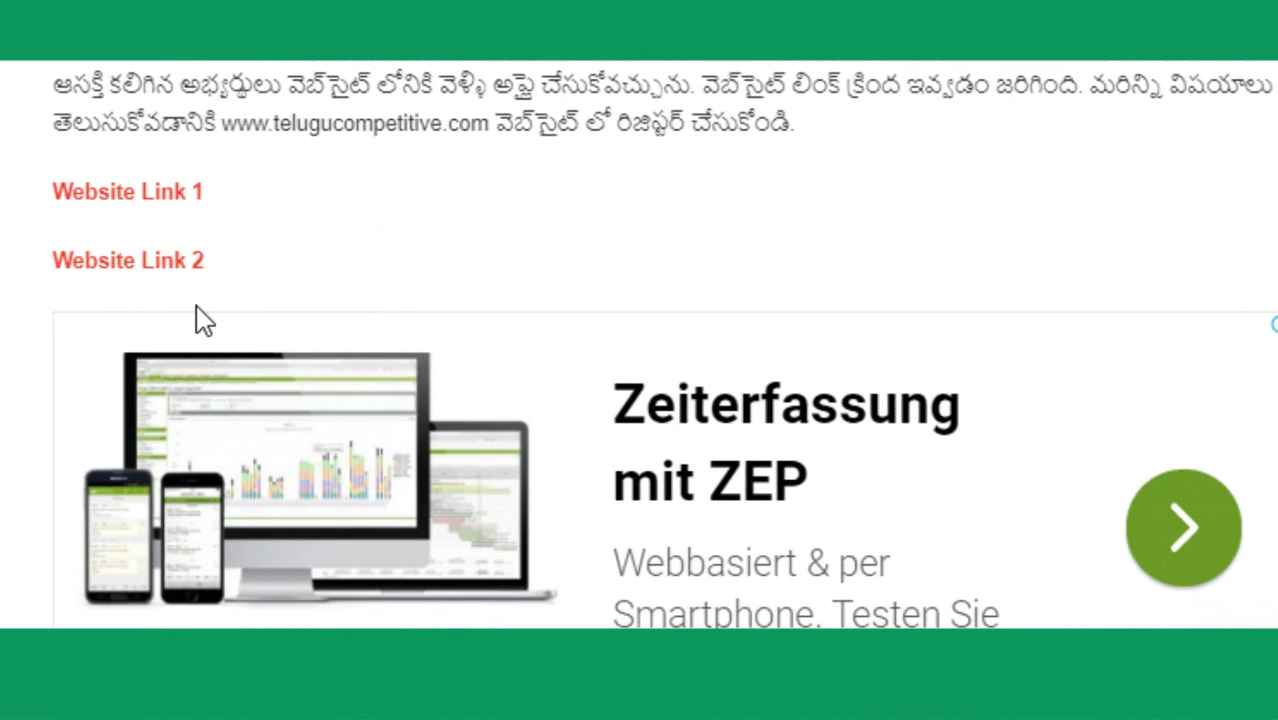 ఆసక్తి కలిగిన అభ్యర్థులు వెబ్‌సైట్ లోనికి వెళ్ళి అప్లై చేసుకోవచ్చును. వెబ్‌సైట్ లింక్ క్రింద ఇవ్వడం జరిగింది. మరిన్ని విషయాలు
తెలుసుకోవడానికి www.telugucompetitive.com వెబ్‌సైట్ లో రిజిష్టర్ చేసుకోండి.
Website Link 1
Website Link 2
Zeiterfassung
mit ZEP
Webbasiert & per
Smartphone. Testen Sie